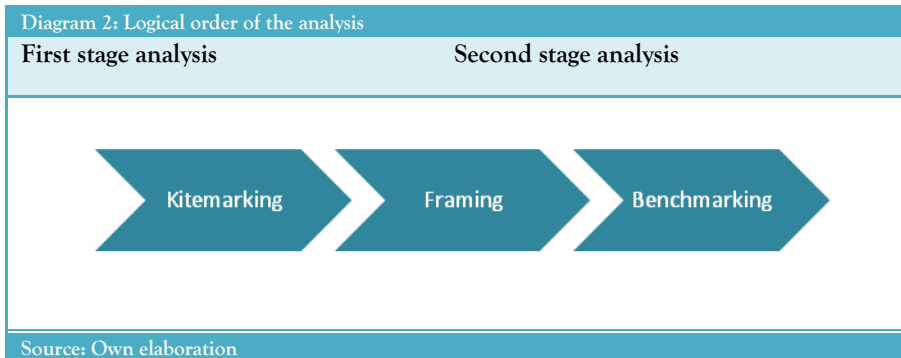 Diagram 2: Logical order of the analysis
First stage analysis Second stage analysis
Kitemarking Framing Benchmarking
Source: Own elaboration